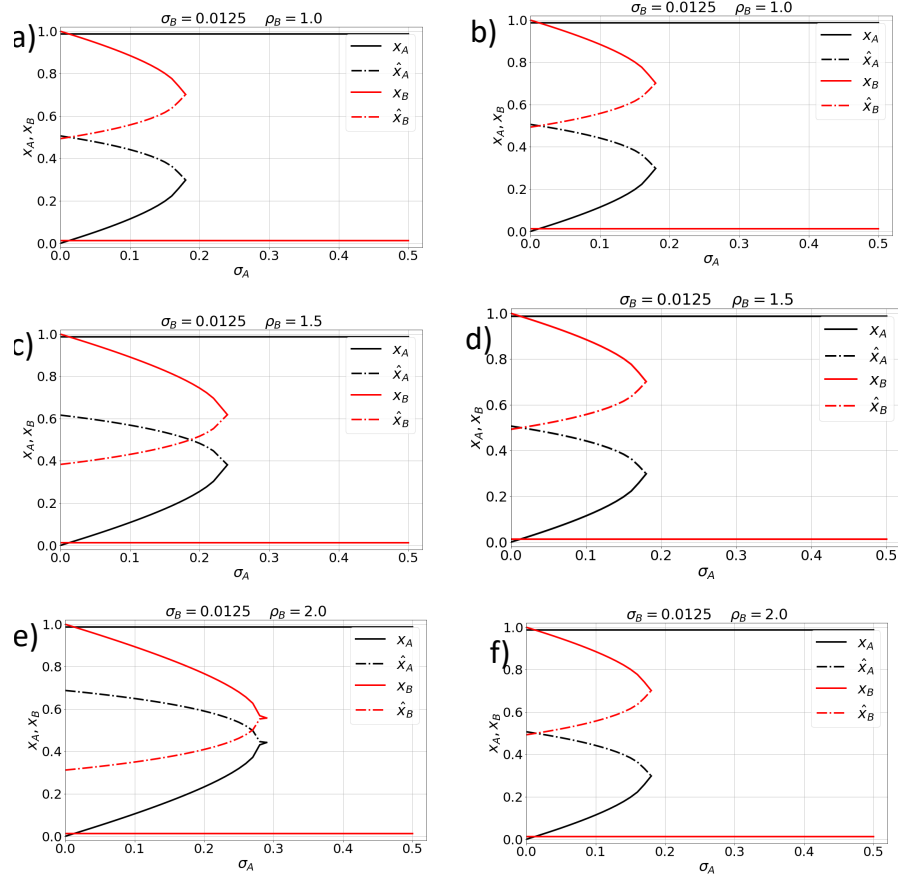 a)
σ_B = 0.0125 ρ_B = 1.0
1.0
0.8
0.6
0.4
0.2
0.0
x_A, x_B
0.0 0.1 0.2 0.3 0.4 0.5
σ_A
x_A
x̂_A
x_B
x̂_B
b)
σ_B = 0.0125 ρ_B = 1.0
1.0
0.8
0.6
0.4
0.2
0.0
x_A, x_B
0.0 0.1 0.2 0.3 0.4 0.5
σ_A
x_A
x̂_A
x_B
x̂_B
c)
σ_B = 0.0125 ρ_B = 1.5
1.0
0.8
0.6
0.4
0.2
0.0
x_A, x_B
0.0 0.1 0.2 0.3 0.4 0.5
σ_A
x_A
x̂_A
x_B
x̂_B
d)
σ_B = 0.0125 ρ_B = 1.5
1.0
0.8
0.6
0.4
0.2
0.0
x_A, x_B
0.0 0.1 0.2 0.3 0.4 0.5
σ_A
x_A
x̂_A
x_B
x̂_B
e)
σ_B = 0.0125 ρ_B = 2.0
1.0
0.8
0.6
0.4
0.2
0.0
x_A, x_B
0.0 0.1 0.2 0.3 0.4 0.5
σ_A
x_A
x̂_A
x_B
x̂_B
f)
σ_B = 0.0125 ρ_B = 2.0
1.0
0.8
0.6
0.4
0.2
0.0
x_A, x_B
0.0 0.1 0.2 0.3 0.4 0.5
σ_A
x_A
x̂_A
x_B
x̂_B